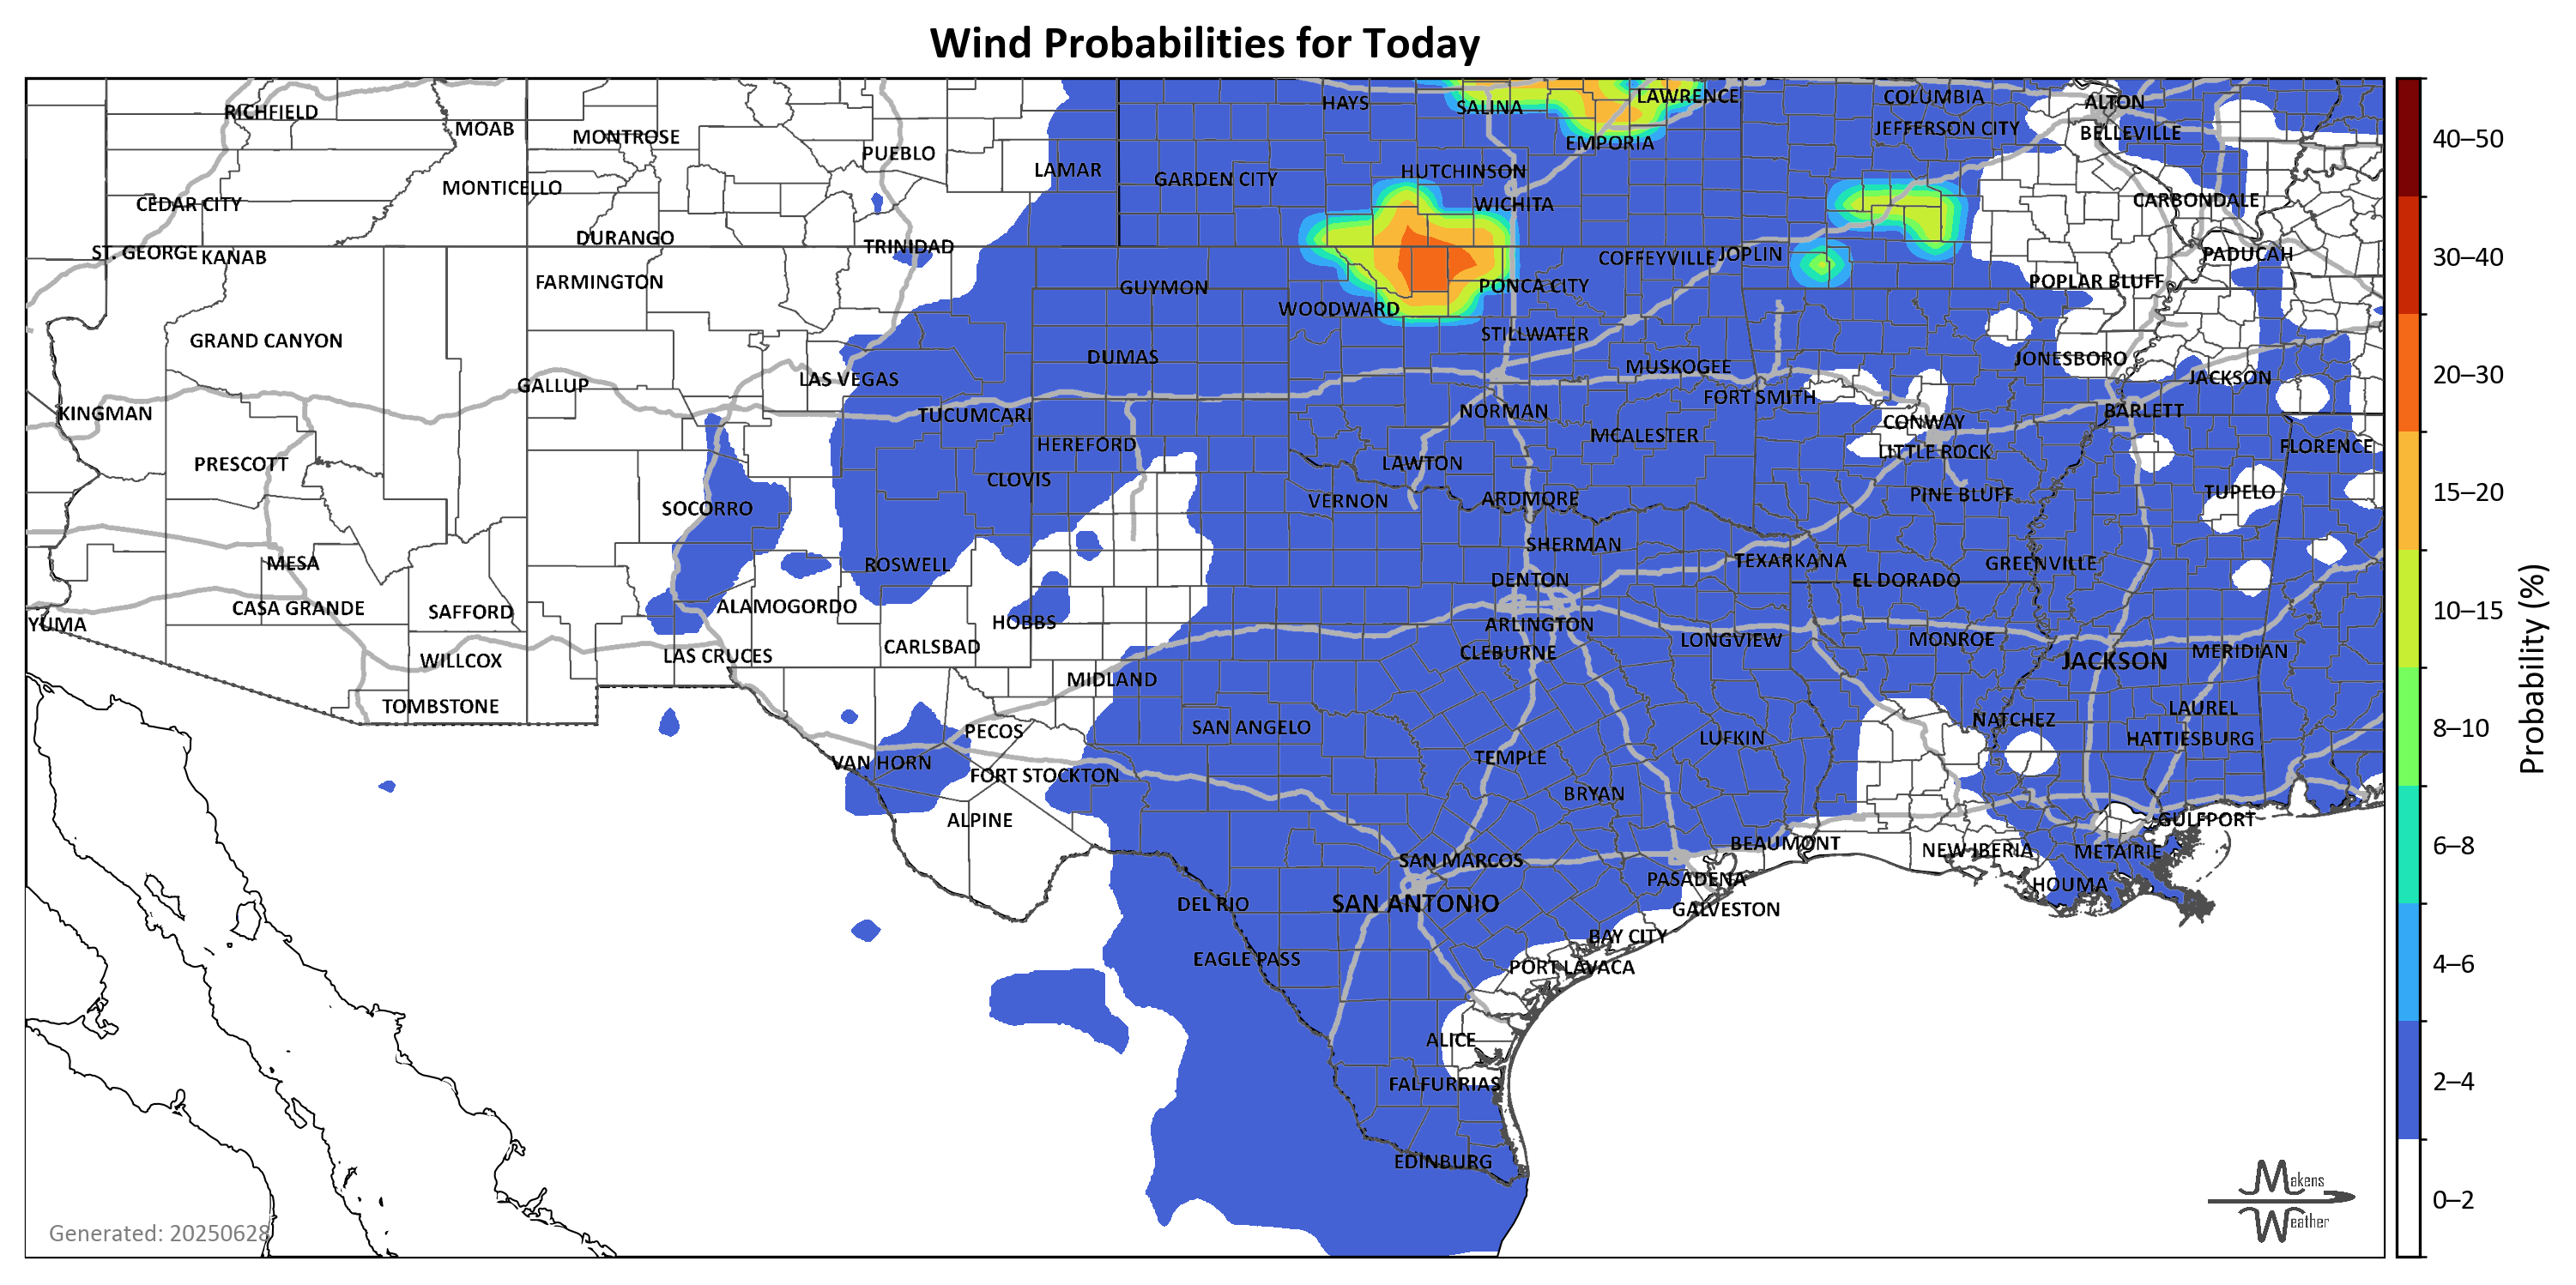 Wind Probabilities for Today
RICHFIELD
MOAB
MONTROSE
PUEBLO
LAMAR
HAYS
SALINA
LAWRENCE
COLUMBIA
ALTON
JEFFERSON CITY
BELLEVILLE
EMPORIA
GARDEN CITY
HUTCHINSON
MONTICELLO
CEDAR CITY
WICHITA
CARBONDALE
DURANGO
TRINIDAD
ST. GEORGE
KANAB
COFFEYVILLE
JOPLIN
PADUCAH
FARMINGTON
GUYMON
PONCA CITY
POPLAR BLUFF
WOODWARD
STILLWATER
GRAND CANYON
DUMAS
MUSKOGEE
JONESBORO
GALLUP
LAS VEGAS
JACKSON
FORT SMITH
KINGMAN
TUCUMCARI
NORMAN
BARLETT
CONWAY
HEREFORD
MCALESTER
LITTLE ROCK
FLORENCE
PRESCOTT
CLOVIS
LAWTON
SOCORRO
VERNON
ARDMORE
PINE BLUFF
TUPELO
MESA
ROSWELL
SHERMAN
TEXARKANA
GREENVILLE
DENTON
EL DORADO
CASA GRANDE
SAFFORD
ALAMOGORDO
HOBBS
YUMA
ARLINGTON
CARLSBAD
CLEBURNE
LONGVIEW
MONROE
WILLCOX
LAS CRUCES
JACKSON
MERIDIAN
MIDLAND
TOMBSTONE
SAN ANGELO
PECOS
LUFKIN
NATCHEZ
LAUREL
HATTIESBURG
VAN HORN
FORT STOCKTON
TEMPLE
BRYAN
ALPINE
GULFPORT
SAN MARCOS
BEAUMONT
NEW IBERIA
METAIRIE
PASADENA
HOUMA
DEL RIO
SAN ANTONIO
GALVESTON
BAY CITY
EAGLE PASS
PORT LAVACA
ALICE
FALFURRIAS
EDINBURG
Generated: 20250628
Makens
Weather
40–50
30–40
20–30
15–20
10–15
8–10
6–8
4–6
2–4
0–2
Probability (%)